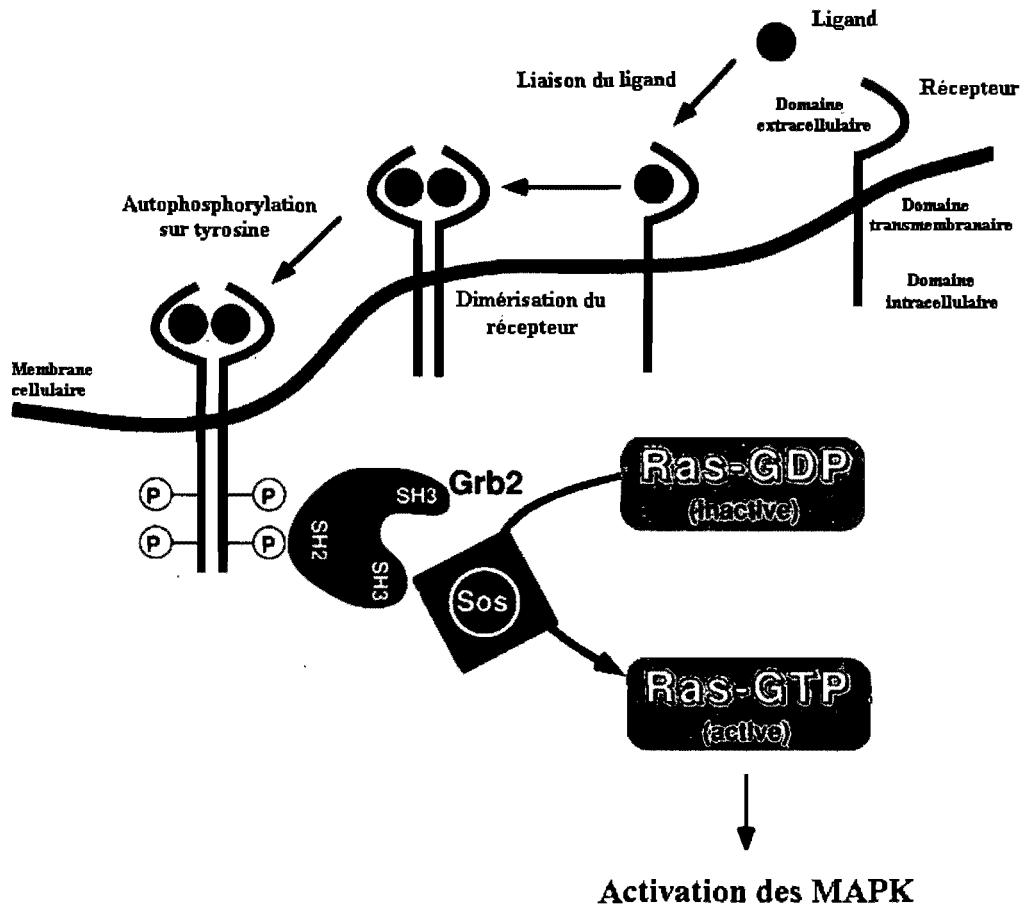 Ligand
Liaison du ligand
Récepteur
Domaine
extracellulaire
Autophosphorylation
sur tyrosine
Domaine
transmembranaire
Domaine
intracellulaire
Dimérisation du
récepteur
Membrane
cellulaire
Ras-GDP
(inactive)
Grb2
SH3
P
P
SH2
P
P
SH3
Sos
Ras-GTP
(active)
Activation des MAPK